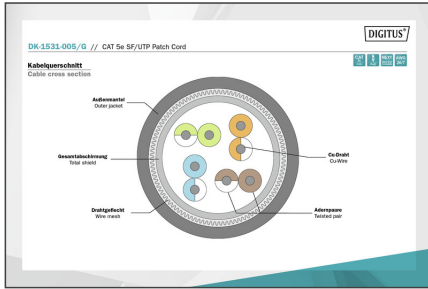 DIGITUS®
DK-1531-005/G // CAT 5e SF/UTP Patch Cord
Kabelquerschnitt
Cable cross section
Außenmantel
Outer jacket
Gesamtabschirmung
Total shield
Drahtgeflecht
Wire mesh
Cu-Draht
Cu-Wire
Adernpaare
Twisted pair